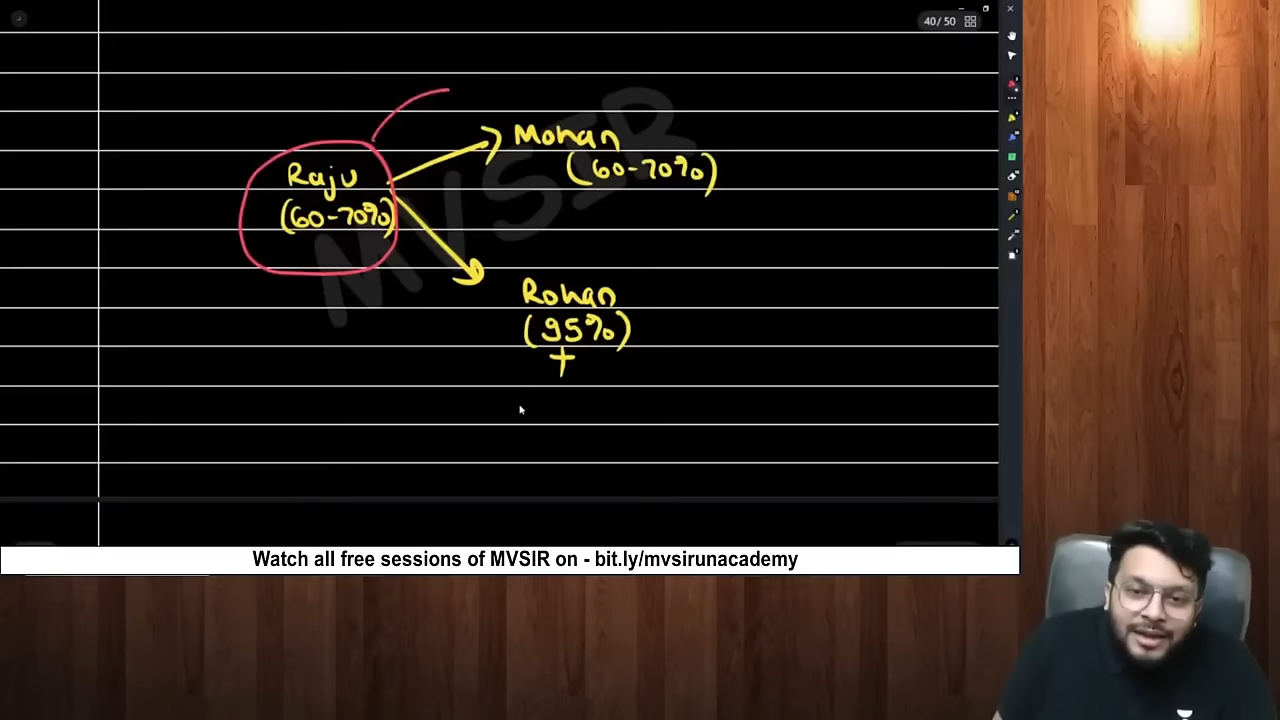 40/50
Mohan
(60-70%)
Raju
(60-70%)
MVSIR
Rohan
(95%)
+
Watch all free sessions of MVSIR on - bit.ly/mvsirunacademy